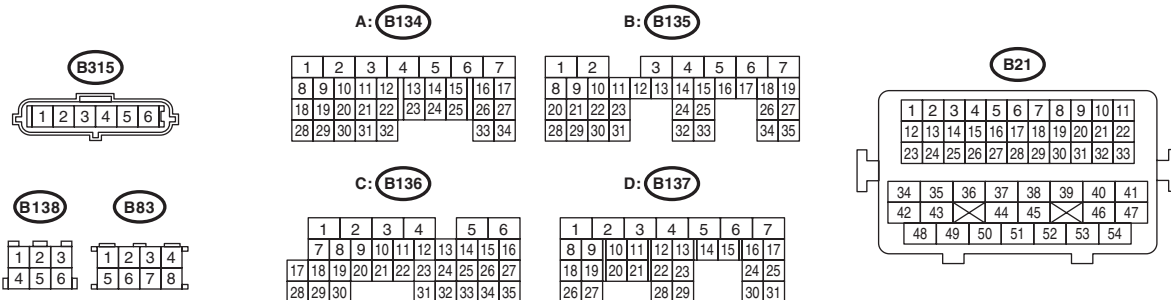 B315
1 2 3 4 5 6
B138
1 2 3
4 5 6
B83
1 2 3 4
5 6 7 8
A: B134
1 2 3 4 5 6 7
8 9 10 11 12 13 14 15 16 17
18 19 20 21 22 23 24 25 26 27
28 29 30 31 32 33 34
B: B135
1 2 3 4 5 6 7
8 9 10 11 12 13 14 15 16 17 18 19
20 21 22 23 24 25 26 27
28 29 30 31 32 33 34 35
C: B136
1 2 3 4 5 6
7 8 9 10 11 12 13 14 15 16
17 18 19 20 21 22 23 24 25 26 27
28 29 30 31 32 33 34 35
D: B137
1 2 3 4 5 6 7
8 9 10 11 12 13 14 15 16 17
18 19 20 21 22 23 24 25
26 27 28 29 30 31
B21
1 2 3 4 5 6 7 8 9 10 11
12 13 14 15 16 17 18 19 20 21 22
23 24 25 26 27 28 29 30 31 32 33
34 35 36 37 38 39 40 41
42 43 44 45 46 47
48 49 50 51 52 53 54